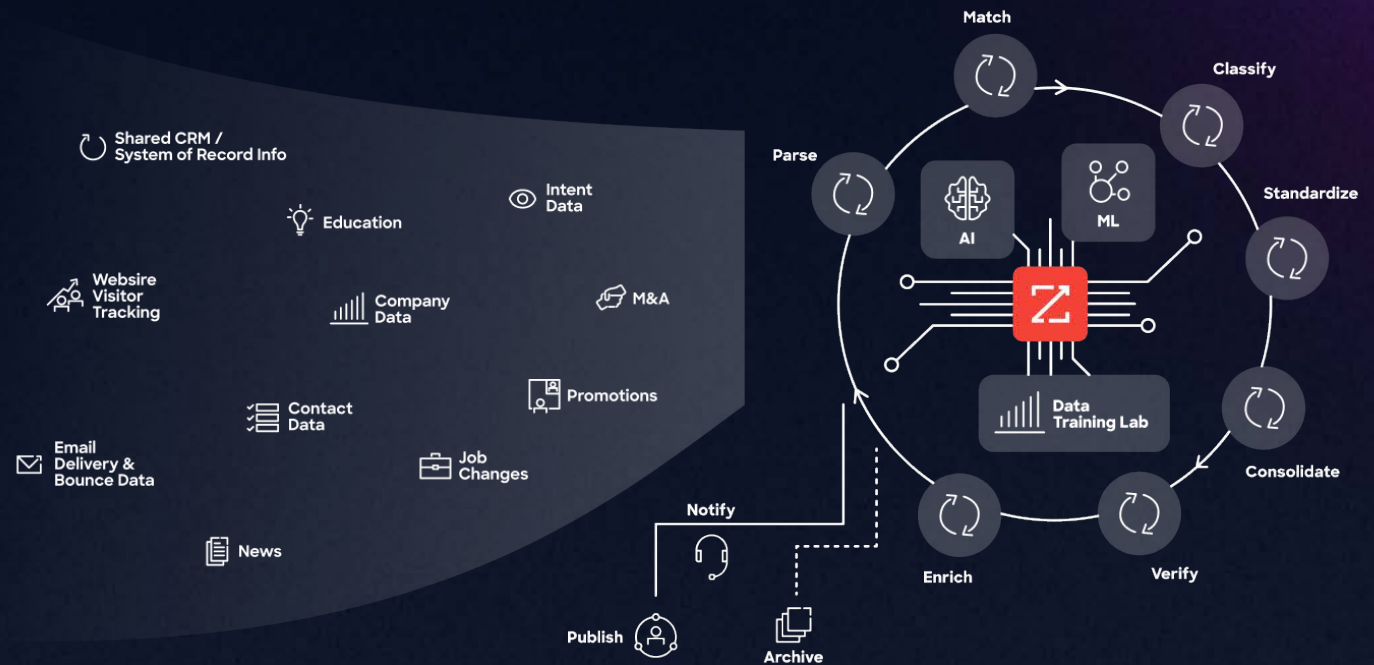 Shared CRM /
System of Record Info
Education
Intent
Data
Websire
Visitor
Tracking
Company
Data
M&A
Contact
Data
Promotions
Email
Delivery &
Bounce Data
Job
Changes
News
Match
Classify
Parse
Standardize
AI
ML
Data
Training Lab
Consolidate
Verify
Enrich
Notify
Publish
Archive